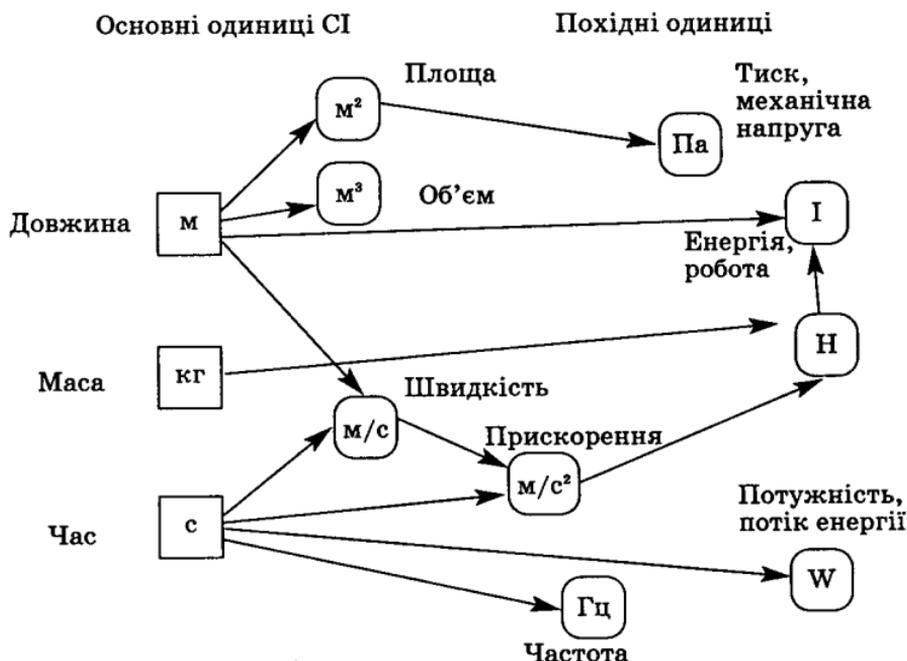 Основні одиниці СІ
Похідні одиниці
Площа
Тиск,
механічна
напруга
м²
Па
м³
Об’єм
Довжина
м
І
Енергія,
робота
Н
Маса
кг
Швидкість
м/с
Прискорення
м/с²
Потужність,
потік енергії
Час
с
W
Гц
Частота